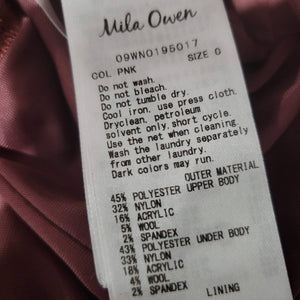 Mila Owen
09WN0195017
COL PNK SIZE 0
Do not wash.
Do not bleach.
Do not tumble dry.
Cool iron, use press cloth.
Dryclean, petroleum
solvent only, short cycle.
Use the net when cleaning.
Wash the laundry separately
from other laundry.
Dark colors may run.
OUTER MATERIAL
UPPER BODY
45% POLYESTER
32% NYLON
16% ACRYLIC
5% WOOL
2% SPANDEX
UNDER BODY
43% POLYESTER
33% NYLON
18% ACRYLIC
4% WOOL
2% SPANDEX
LINING